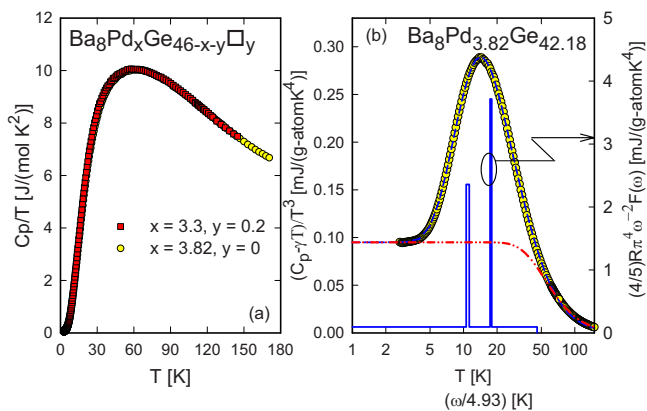 Ba8PdxGe46-x-y□y
Cp/T [J/(mol K²)]
12
10
8
6
4
2
0
x = 3.3, y = 0.2
x = 3.82, y = 0
(a)
0 30 60 90 120 150 180
T [K]
(b) Ba8Pd3.82Ge42.18
(Cp-γT)/T³ [mJ/(g-atomK⁴)]
0.30
0.25
0.20
0.15
0.10
0.05
0.00
5
4
3
2
1
0
(4/5)Rπ⁴ω⁻²F(ω) [mJ/(g-atomK⁴)]
1 2 5 10 20 50 100
T [K]
(ω/4.93) [K]